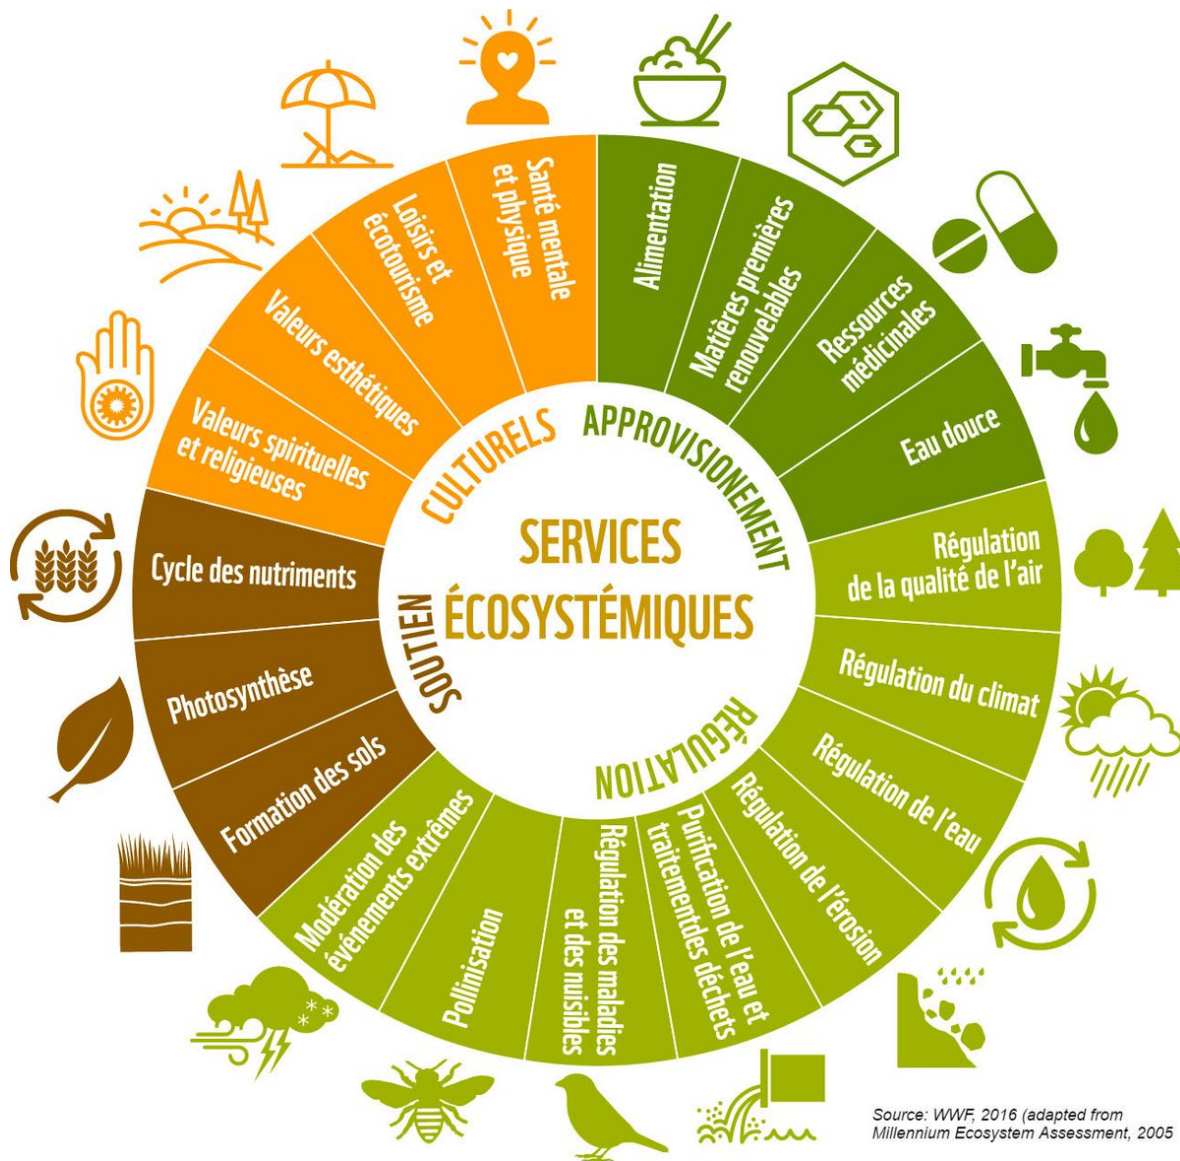 SERVICES
ÉCOSYSTÉMIQUES
APPROVISIONEMENT
Alimentation
Matières premières
renouvelables
Ressources
médicinales
Eau douce
RÉGULATION
Régulation
de la qualité de l'air
Régulation du climat
Régulation de l'eau
Régulation de l'érosion
Purification de l'eau et
traitementdes déchets
Régulation des maladies
et des nuisibles
Pollinisation
Modération des
événements extrêmes
SOUTIEN
Formation des sols
Photosynthèse
Cycle des nutriments
CULTURELS
Valeurs spirituelles
et religieuses
Valeurs esthétiques
Loisirs et
écotourisme
Santé mentale
et physique
Source: WWF, 2016 (adapted from
Millennium Ecosystem Assessment, 2005